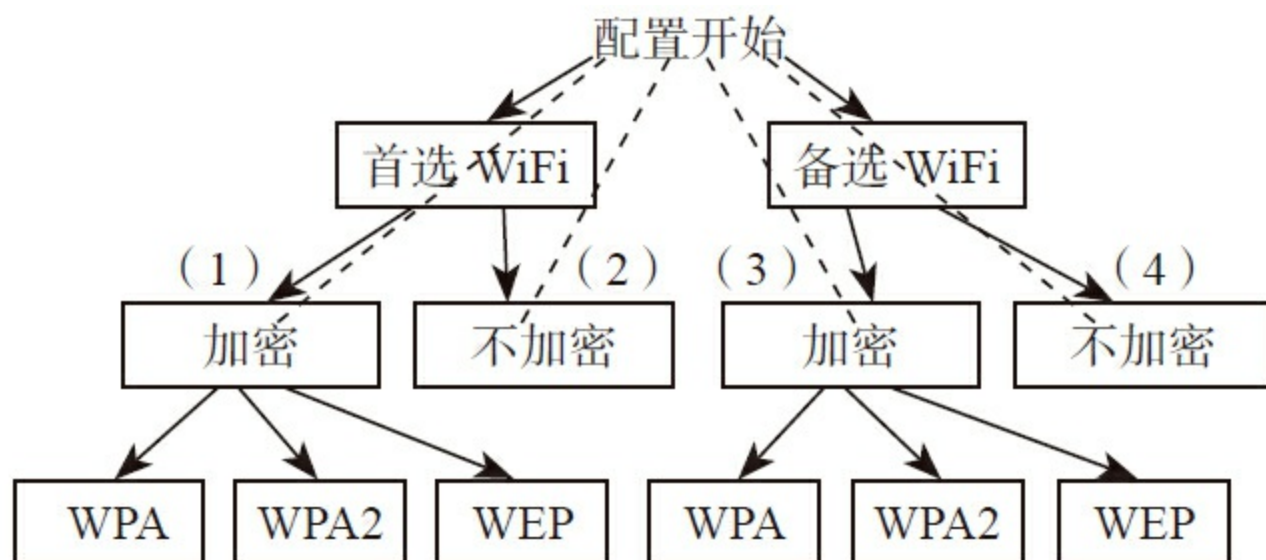 配置开始
首选 WiFi 备选 WiFi
(1) (2) (3) (4)
加密 不加密 加密 不加密
WPA WPA2 WEP WPA WPA2 WEP